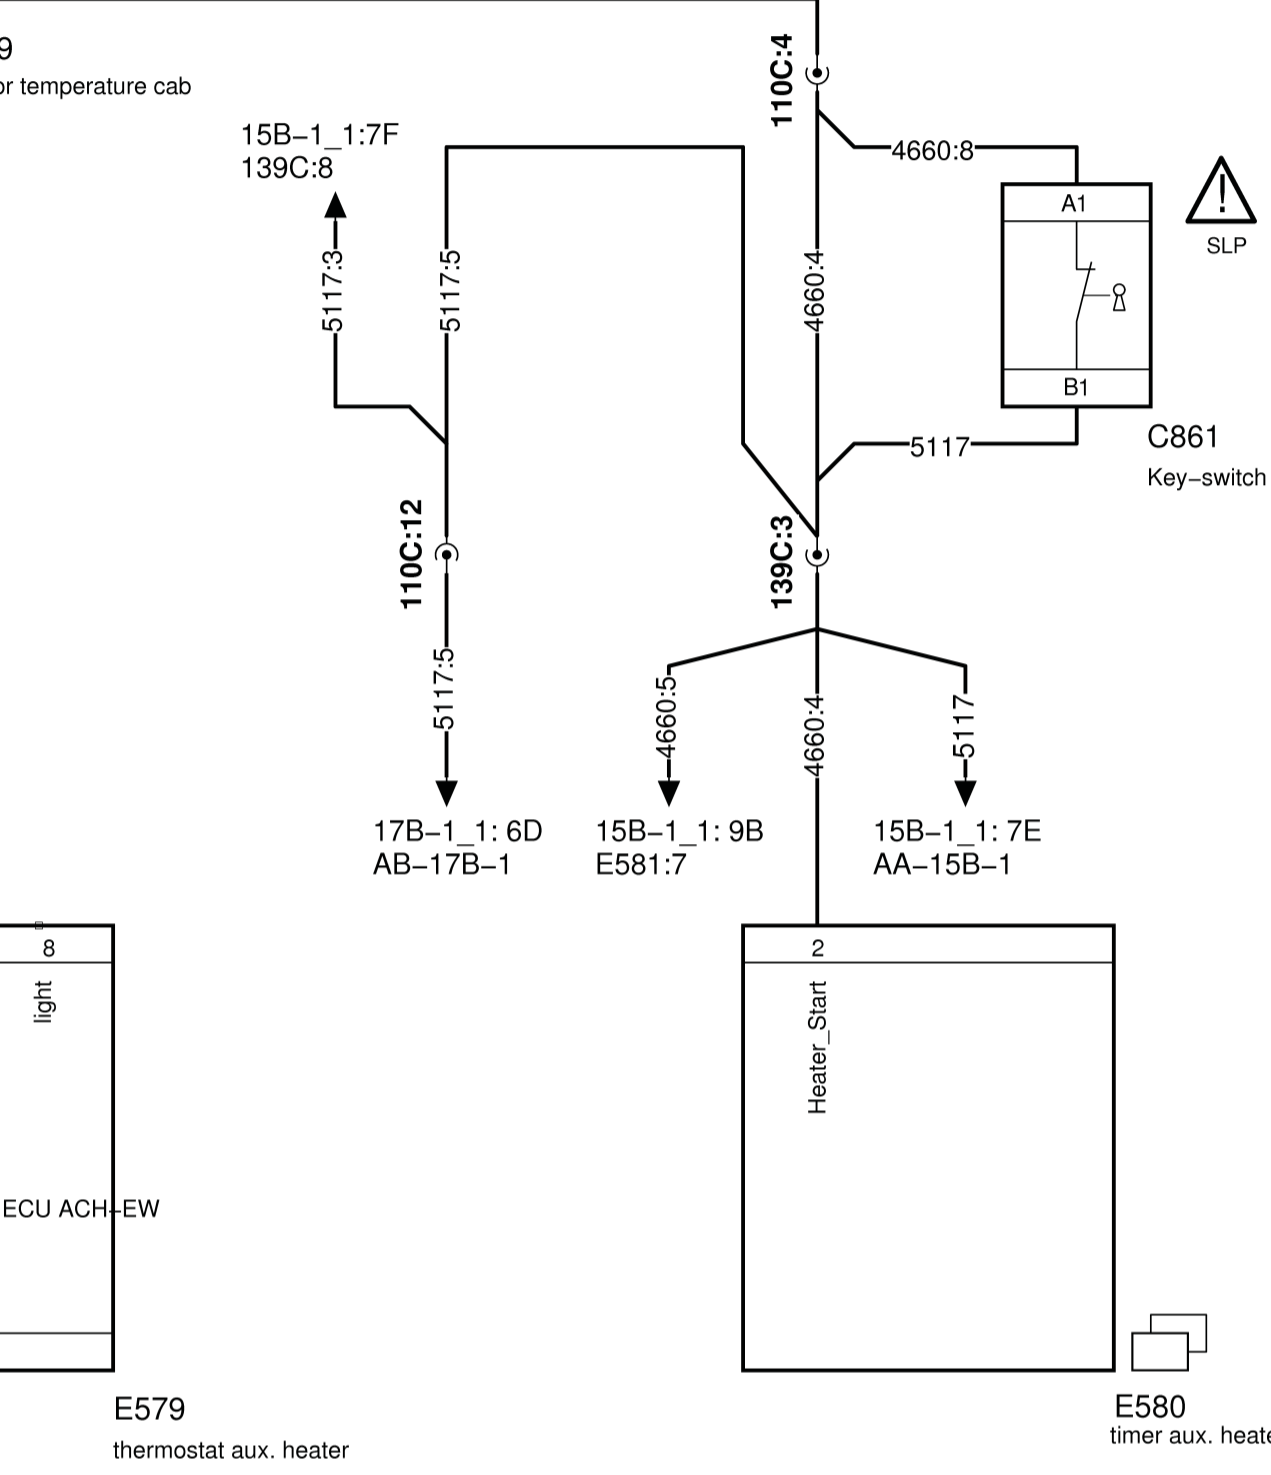 9
or temperature cab
110C:4
15B–1_1:7F
139C:8
4660:8
A1
SLP
5117:3
5117:5
4660:4
B1
C861
Key–switch
5117
110C:12
139C:3
5117:5
4660:5
4660:4
5117
17B–1_1: 6D
AB–17B–1
15B–1_1: 9B
E581:7
15B–1_1: 7E
AA–15B–1
8
light
2
Heater_Start
ECU ACH–EW
E579
thermostat aux. heater
E580
timer aux. heate